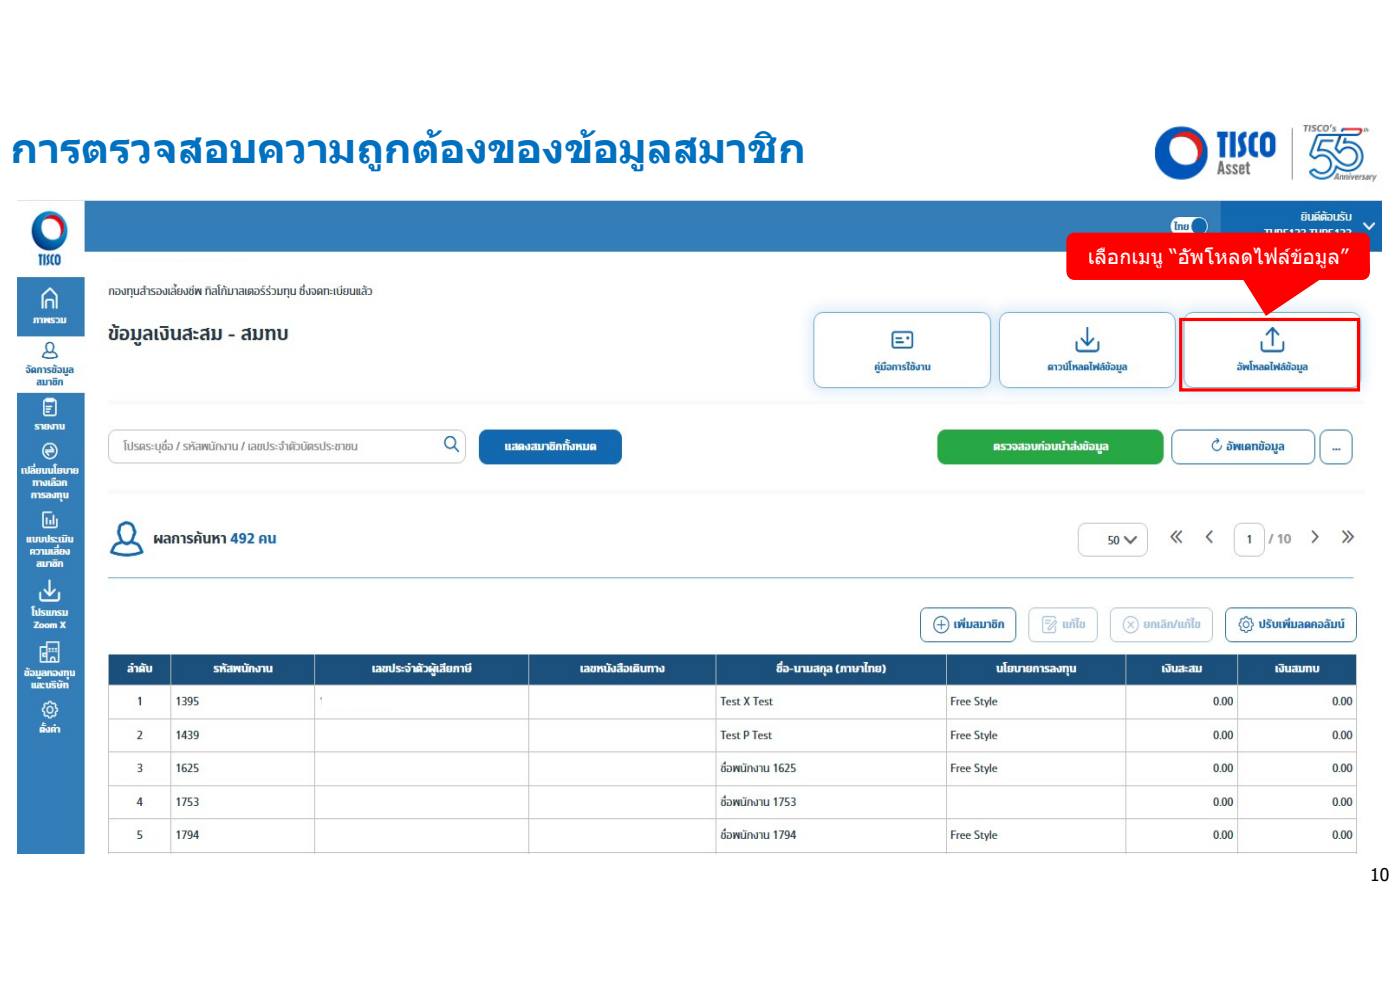 การตรวจสอบความถูกต้องของข้อมูลสมาชิก
TISCO
Asset
TISCO's 55th
Anniversary
TISCO
ไทย
ยินดีต้อนรับ
เลือกเมนู “อัพโหลดไฟล์ข้อมูล”
ภาพรวม
จัดการข้อมูล
สมาชิก
รายงาน
เปลี่ยนนโยบาย
ทางเลือก
การลงทุน
แบบประเมิน
ความเสี่ยง
สมาชิก
โปรแกรม
Zoom X
ข้อมูลกองทุน
และบริษัท
ตั้งค่า
กองทุนสำรองเลี้ยงชีพ ทิสโก้มาสเตอร์ร่วมทุน ซึ่งจดทะเบียนแล้ว
ข้อมูลเงินสะสม - สมทบ
คู่มือการใช้งาน
ดาวน์โหลดไฟล์ข้อมูล
อัพโหลดไฟล์ข้อมูล
โปรดระบุชื่อ / รหัสพนักงาน / เลขประจำตัวบัตรประชาชน
แสดงสมาชิกทั้งหมด
ตรวจสอบก่อนนำส่งข้อมูล
อัพเดทข้อมูล
...
ผลการค้นหา 492 คน
50
1 / 10
เพิ่มสมาชิก
แก้ไข
ยกเลิก/แก้ไข
ปรับเพิ่มลดคอลัมน์
ลำดับ รหัสพนักงาน เลขประจำตัวผู้เสียภาษี เลขหนังสือเดินทาง ชื่อ-นามสกุล (ภาษาไทย) นโยบายการลงทุน เงินสะสม เงินสมทบ
1 1395 Test X Test Free Style 0.00 0.00
2 1439 Test P Test Free Style 0.00 0.00
3 1625 ชื่อพนักงาน 1625 Free Style 0.00 0.00
4 1753 ชื่อพนักงาน 1753 0.00 0.00
5 1794 ชื่อพนักงาน 1794 Free Style 0.00 0.00
10